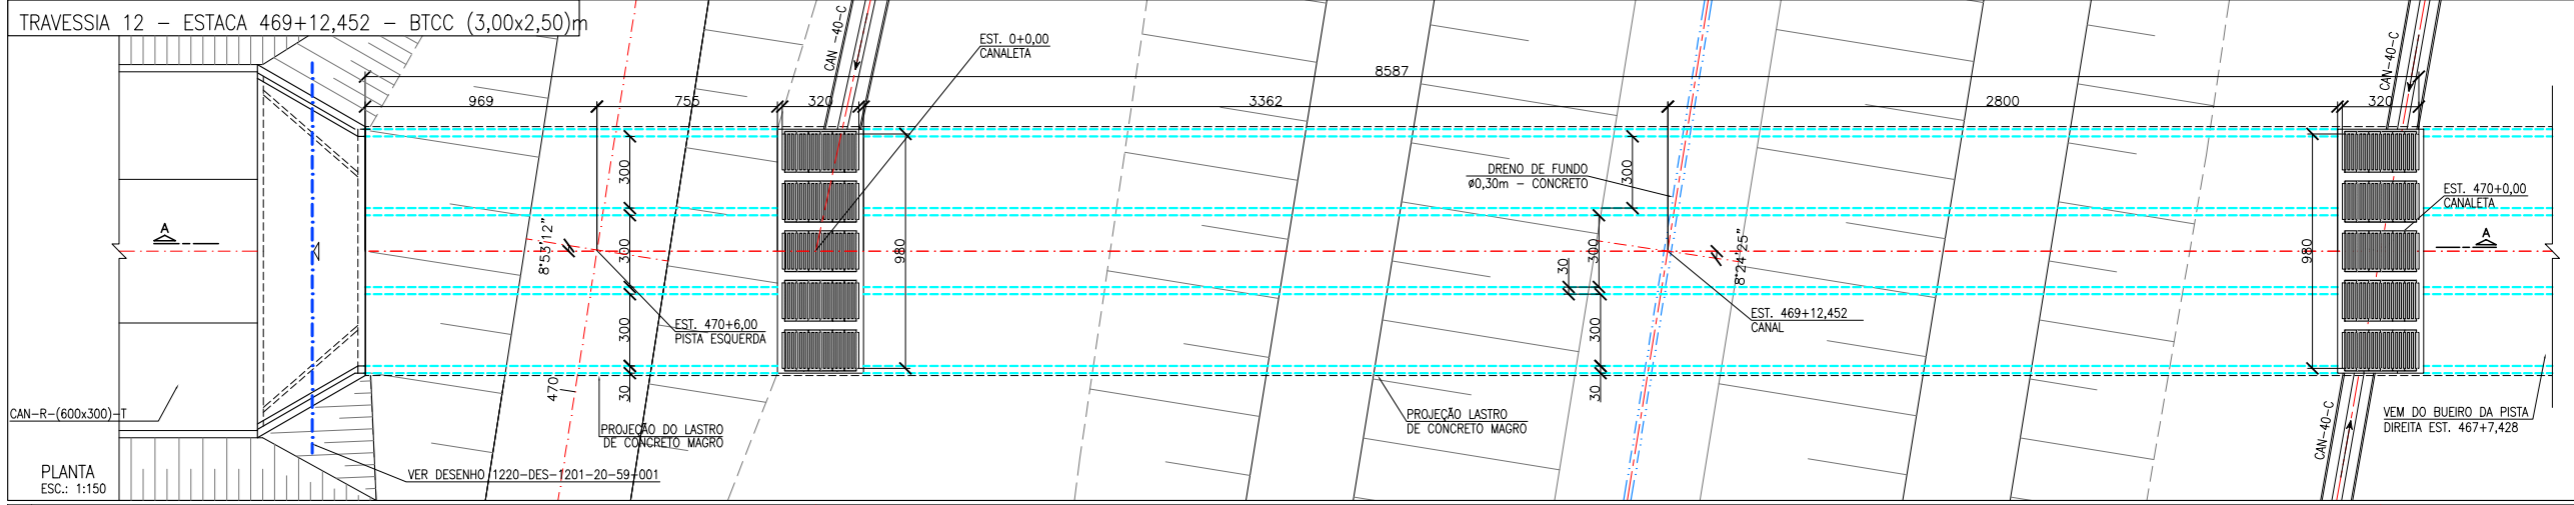 TRAVESSIA 12 - ESTACA 469+12,452 - BTCC (3,00x2,50)m
CAN -40-C
EST. 0+0,00
CANALETA
8587
CAN-40-C
969
755
320
3362
2800
320
300
300
DRENO DE FUNDO
ø0,30m - CONCRETO
EST. 470+0,00
CANALETA
A
A
8°53'12"
300
980
30
300
8°24'25"
980
EST. 470+6,00
PISTA ESQUERDA
EST. 469+12,452
CANAL
300
300
470
30
30
CAN-R-(600x300)-T
PROJEÇÃO DO LASTRO
DE CONCRETO MAGRO
PROJEÇÃO LASTRO
DE CONCRETO MAGRO
CAN-40-C
VEM DO BUEIRO DA PISTA
DIREITA EST. 467+7,428
PLANTA
ESC.: 1:150
VER DESENHO 1220-DES-1201-20-59-001